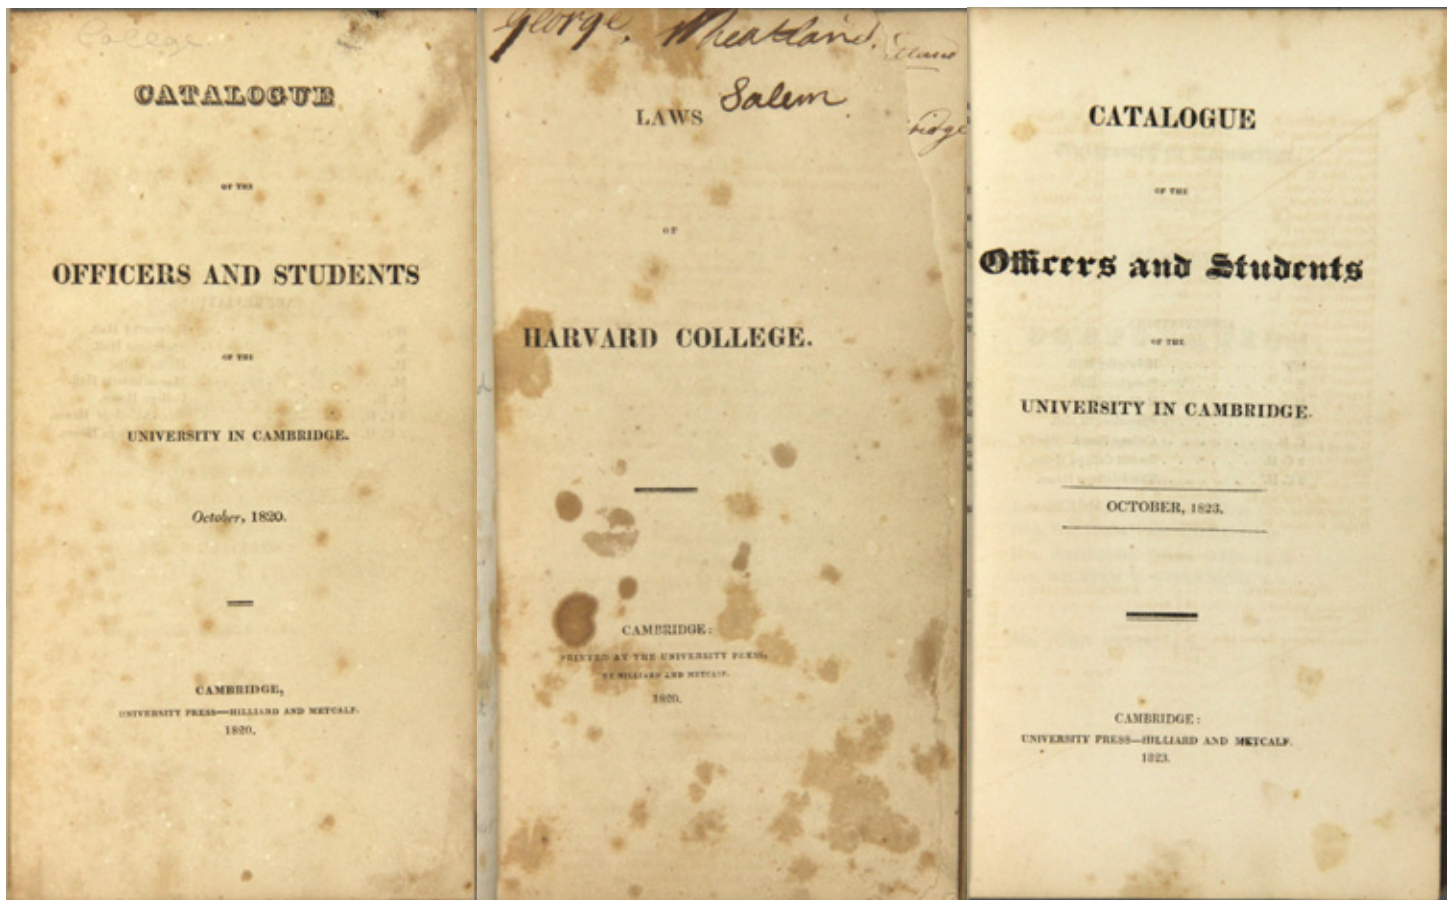 College
CATALOGUE
OF THE
OFFICERS AND STUDENTS
OF THE
UNIVERSITY IN CAMBRIDGE.
October, 1820.
CAMBRIDGE,
UNIVERSITY PRESS—HILLIARD AND METCALF.
1820.
George. Wheatland.
Salem
LAWS
OF
HARVARD COLLEGE.
CAMBRIDGE:
PRINTED AT THE UNIVERSITY PRESS,
BY HILLIARD AND METCALF.
1820.
CATALOGUE
OF THE
Officers and Students
OF THE
UNIVERSITY IN CAMBRIDGE.
OCTOBER, 1823.
CAMBRIDGE:
UNIVERSITY PRESS—HILLIARD AND METCALF.
1823.